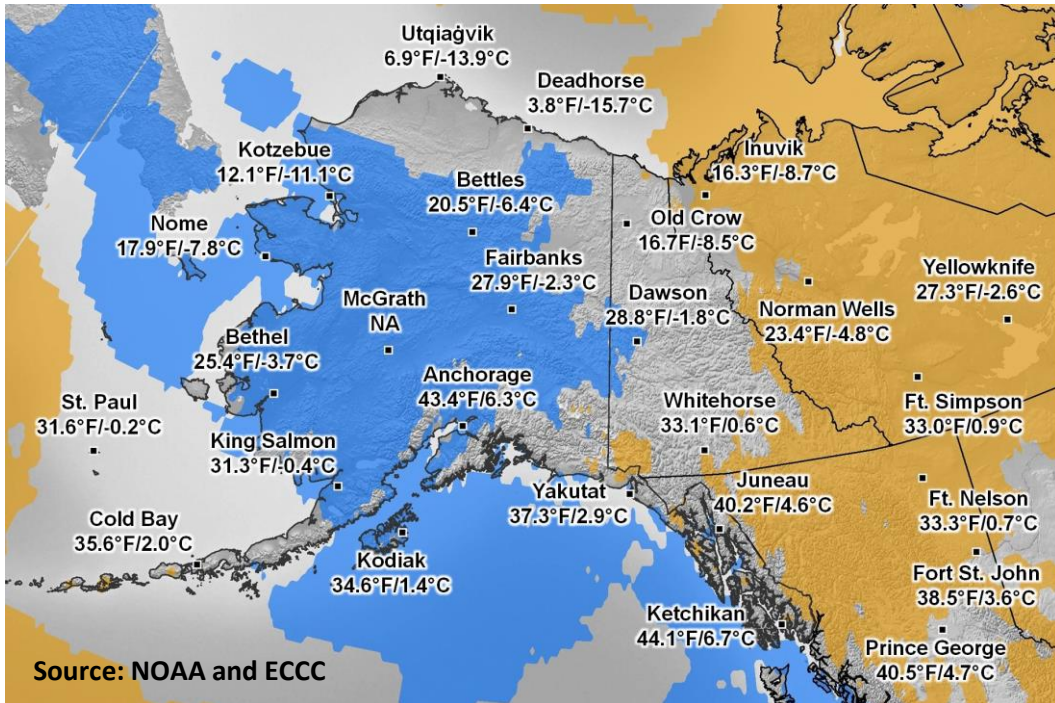 Utqiaġvik
6.9°F/-13.9°C
Deadhorse
3.8°F/-15.7°C
Kotzebue
12.1°F/-11.1°C
Bettles
20.5°F/-6.4°C
Inuvik
16.3°F/-8.7°C
Nome
17.9°F/-7.8°C
Old Crow
16.7F/-8.5°C
Fairbanks
27.9°F/-2.3°C
Yellowknife
27.3°F/-2.6°C
McGrath
NA
Dawson
28.8°F/-1.8°C
Norman Wells
23.4°F/-4.8°C
Bethel
25.4°F/-3.7°C
Anchorage
43.4°F/6.3°C
St. Paul
31.6°F/-0.2°C
Whitehorse
33.1°F/0.6°C
Ft. Simpson
33.0°F/0.9°C
King Salmon
31.3°F/-0.4°C
Yakutat
37.3°F/2.9°C
Juneau
40.2°F/4.6°C
Ft. Nelson
33.3°F/0.7°C
Cold Bay
35.6°F/2.0°C
Kodiak
34.6°F/1.4°C
Fort St. John
38.5°F/3.6°C
Ketchikan
44.1°F/6.7°C
Prince George
40.5°F/4.7°C
Source: NOAA and ECCC